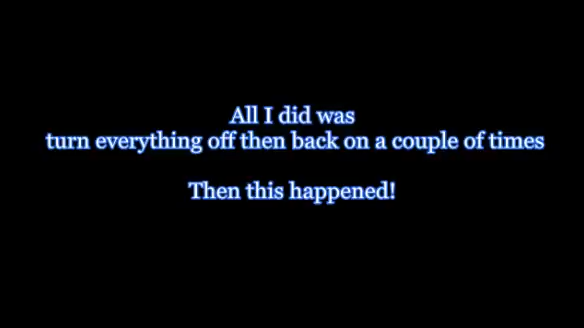 All I did was
turn everything off then back on a couple of times
Then this happened!